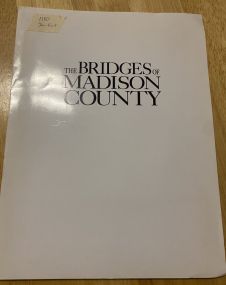 THE BRIDGES OF
MADISON
COUNTY